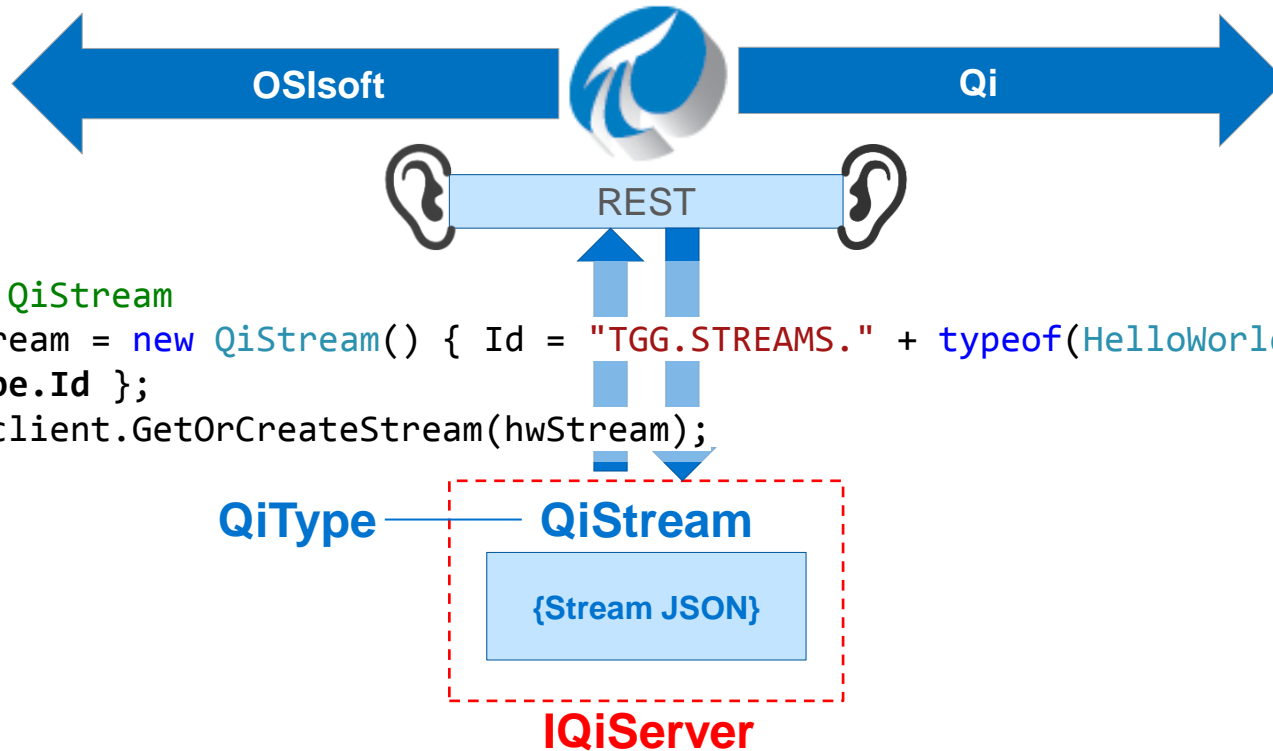 OSIsoft
Qi
REST
QiStream
ream = new QiStream() { Id = "TGG.STREAMS." + typeof(HelloWorld
pe.Id };
client.GetOrCreateStream(hwStream);
QiType
QiStream
{Stream JSON}
IQiServer